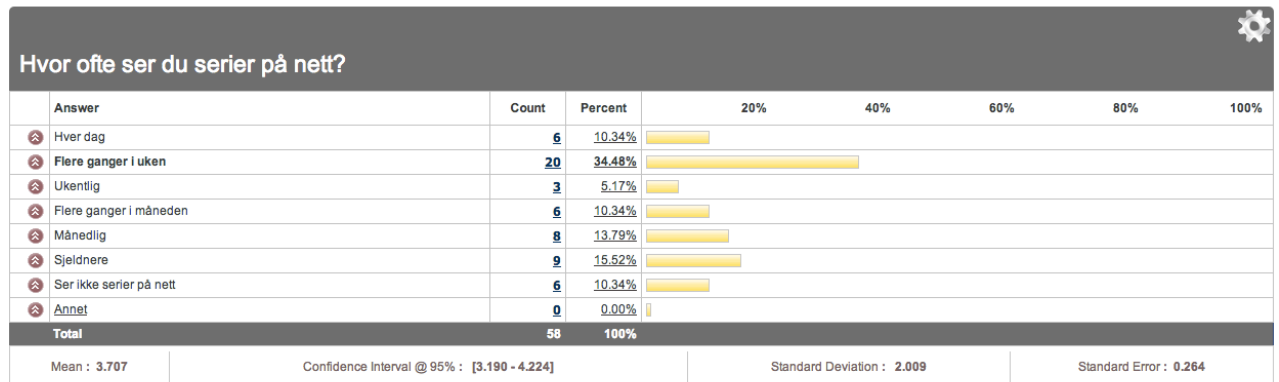 Hvor ofte ser du serier på nett?
Answer Count Percent 20% 40% 60% 80% 100%
Hver dag 6 10.34%
Flere ganger i uken 20 34.48%
Ukentlig 3 5.17%
Flere ganger i måneden 6 10.34%
Månedlig 8 13.79%
Sjeldnere 9 15.52%
Ser ikke serier på nett 6 10.34%
Annet 0 0.00%
Total 58 100%
Mean : 3.707 Confidence Interval @ 95% : [3.190 - 4.224] Standard Deviation : 2.009 Standard Error : 0.264